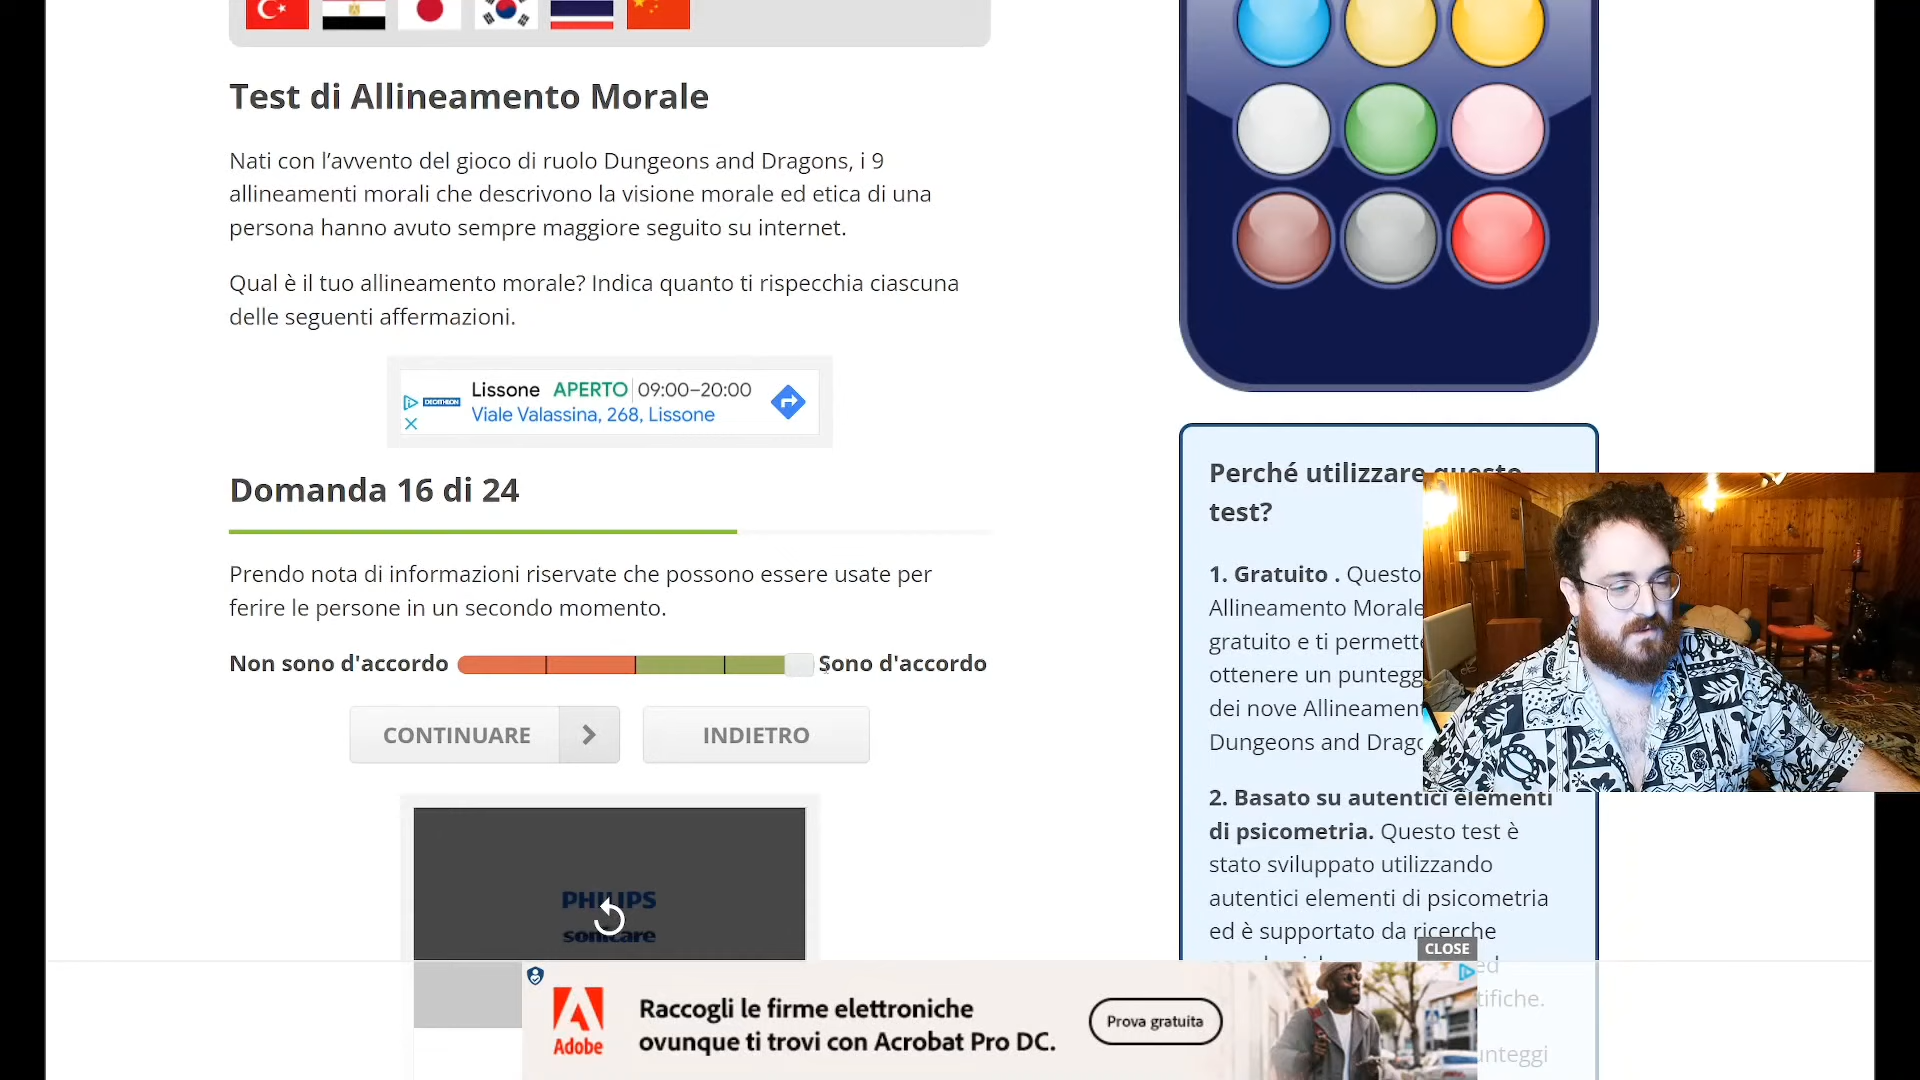 Test di Allineamento Morale
Nati con l’avvento del gioco di ruolo Dungeons and Dragons, i 9
allineamenti morali che descrivono la visione morale ed etica di una
persona hanno avuto sempre maggiore seguito su internet.
Qual è il tuo allineamento morale? Indica quanto ti rispecchia ciascuna
delle seguenti affermazioni.
DECATHLON
Lissone APERTO 09:00–20:00
Viale Valassina, 268, Lissone
Domanda 16 di 24
Prendo nota di informazioni riservate che possono essere usate per
ferire le persone in un secondo momento.
Non sono d'accordo
Sono d'accordo
CONTINUARE
INDIETRO
PHILIPS
sonicare
Perché utilizzare questo
test?
1. Gratuito . Questo
Allineamento Morale
gratuito e ti permette
ottenere un
dei nove
Dungeons and
2. Basato su autentici elementi
di psicometria. Questo test è
stato sviluppato utilizzando
autentici elementi di psicometria
ed è supportato da ricerche
CLOSE
Adobe
Raccogli le firme elettroniche
ovunque ti trovi con Acrobat Pro DC.
Prova gratuita